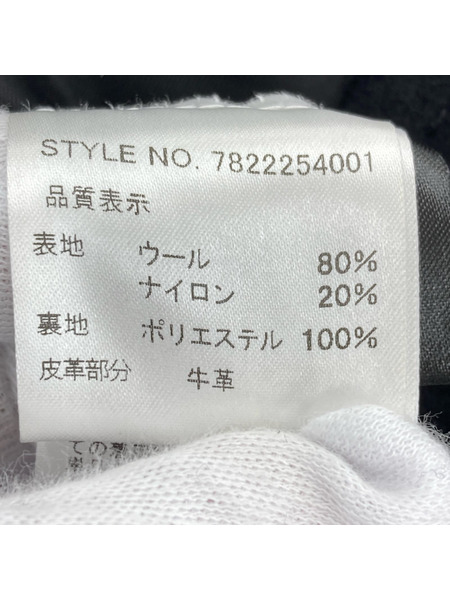 STYLE NO. 7822254001
品質表示
表地 ウール 80%
ナイロン 20%
裏地 ポリエステル 100%
皮革部分 牛革